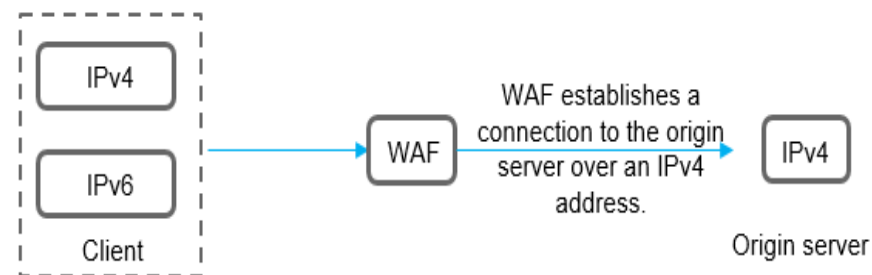 IPv4
IPv6
Client
WAF
WAF establishes a
connection to the origin
server over an IPv4
address.
IPv4
Origin server